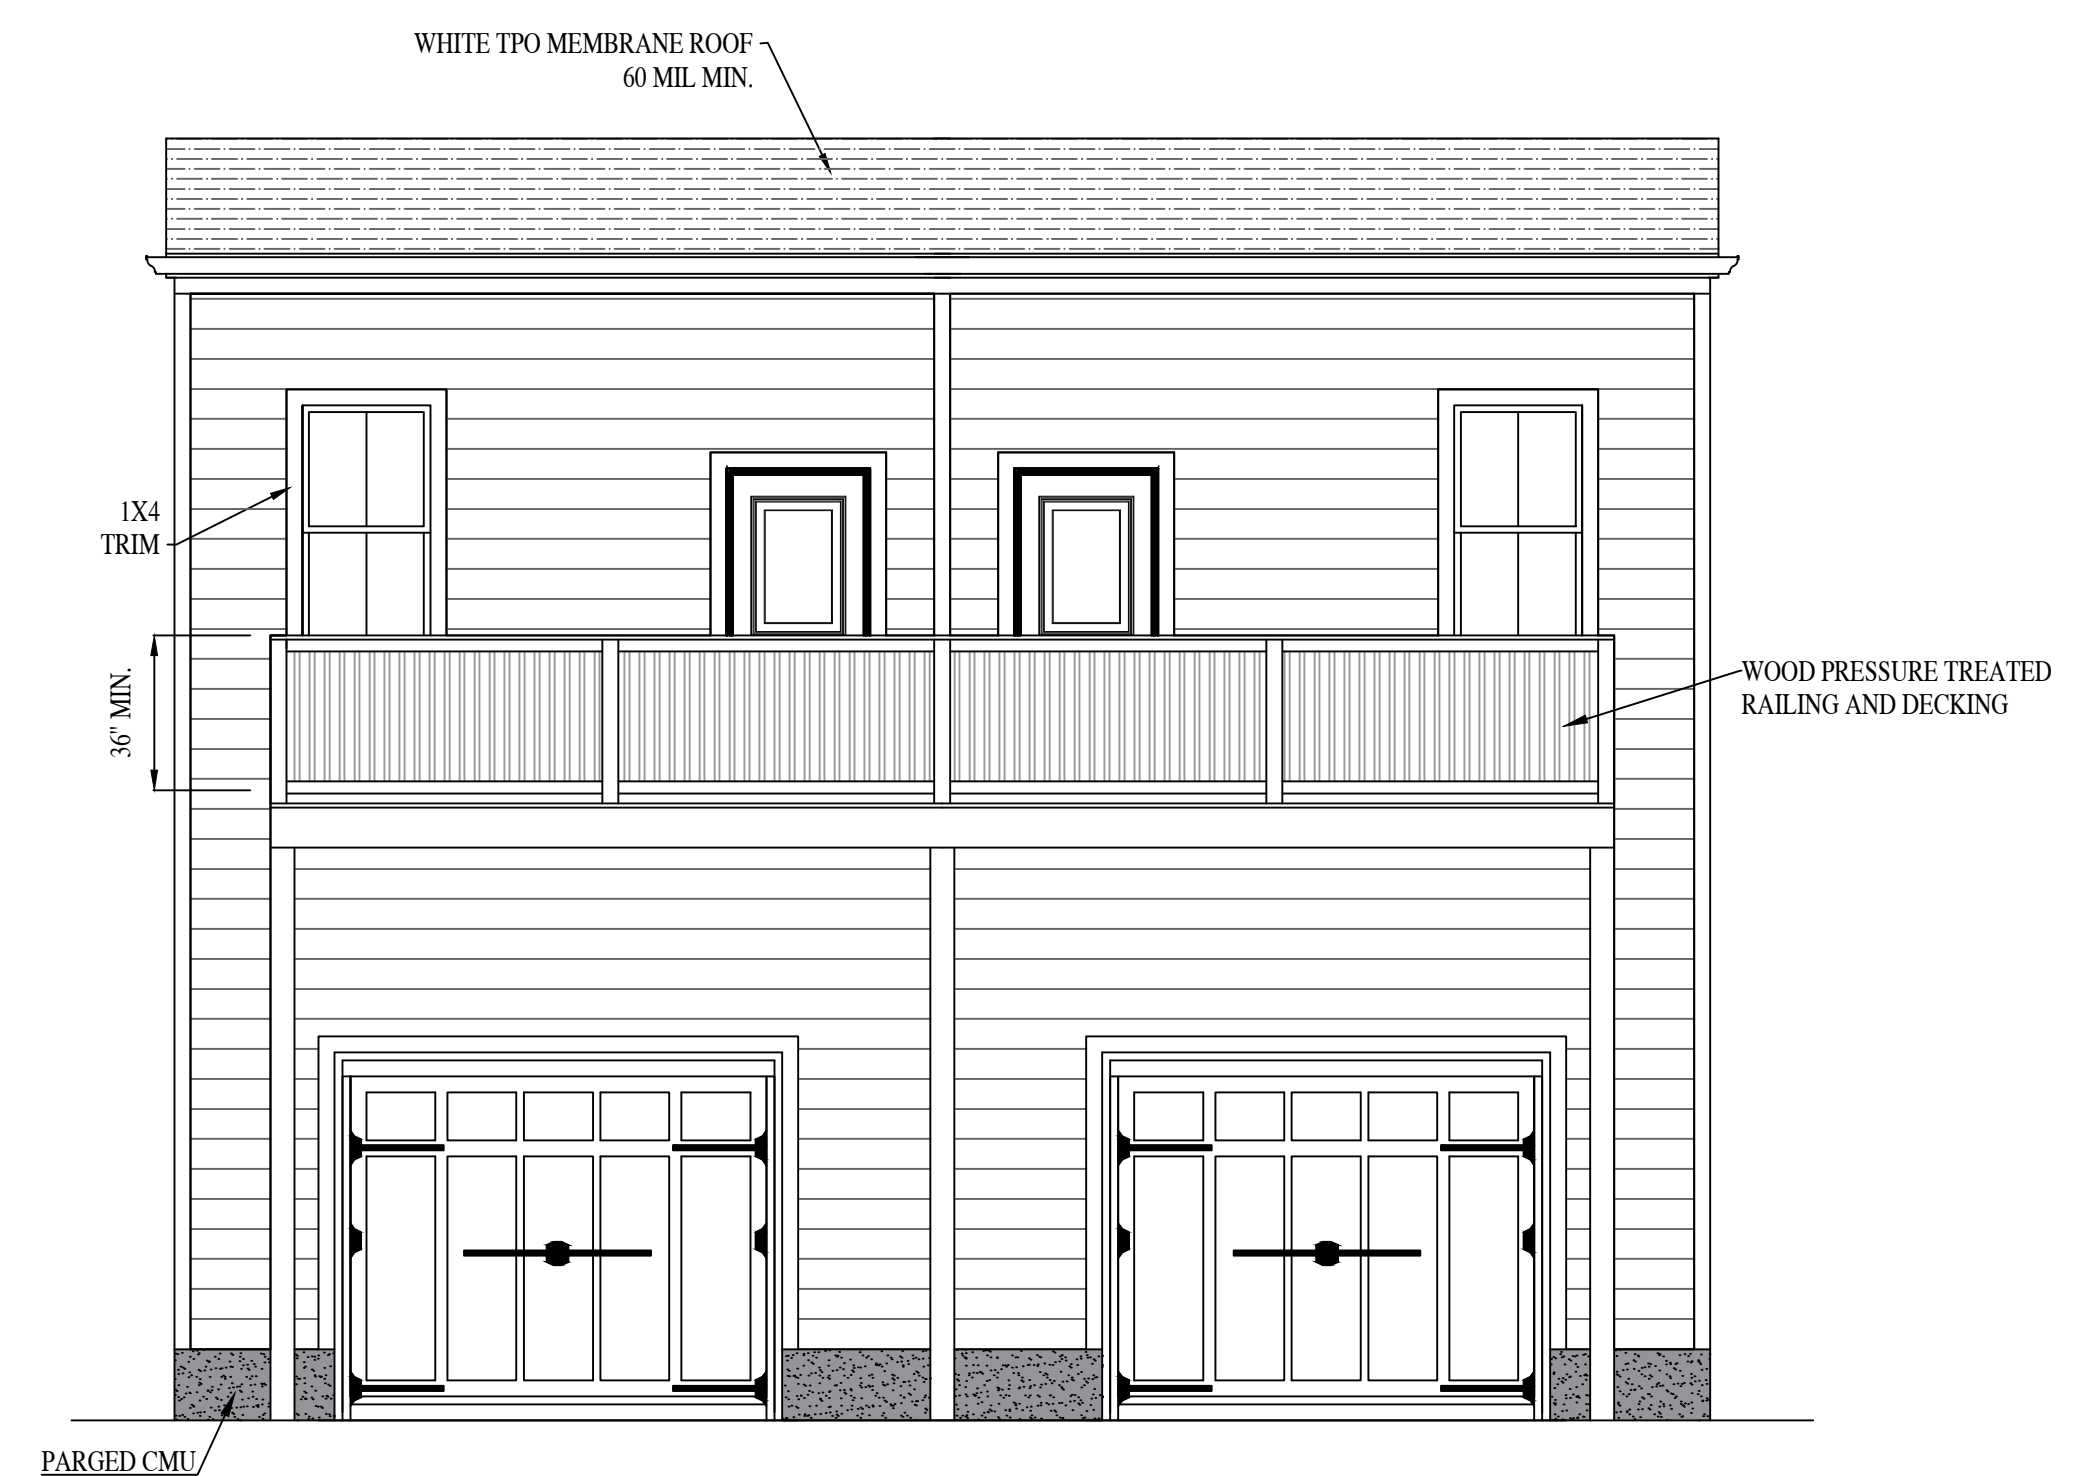 WHITE TPO MEMBRANE ROOF
60 MIL MIN.
1X4
TRIM
36" MIN.
WOOD PRESSURE TREATED
RAILING AND DECKING
PARGED CMU